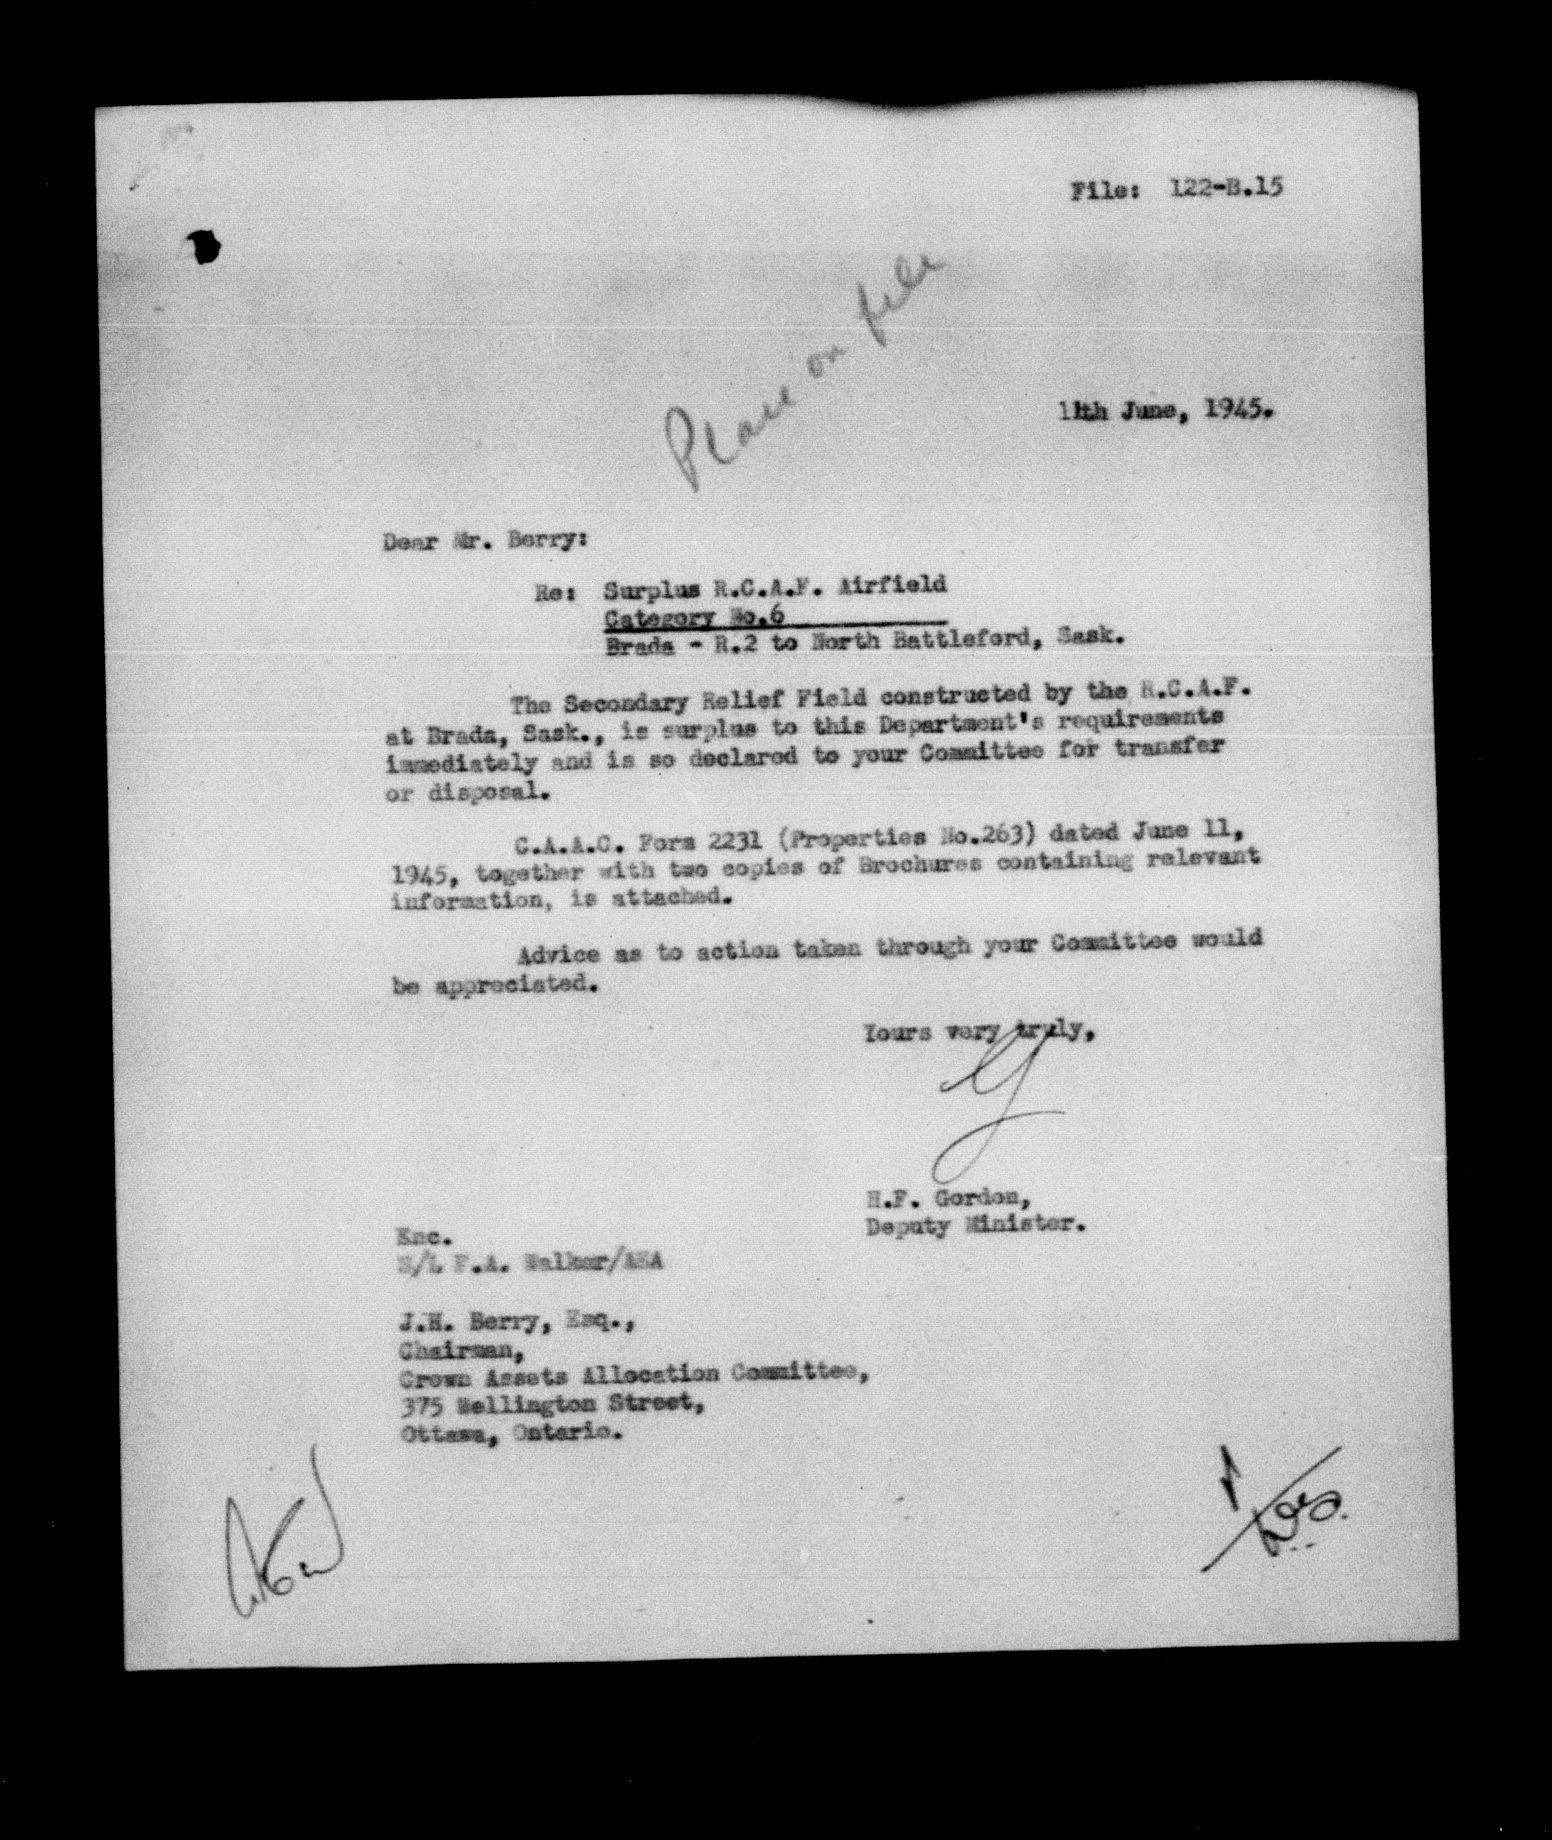 File: 122-B.15
Place on file
11th June, 1945.
Dear Mr. Berry:
Re: Surplus R.C.A.F. Airfield
Category No.6
Brada - R.2 to North Battleford, Sask.
The Secondary Relief Field constructed by the R.C.A.F.
at Brada, Sask., is surplus to this Department's requirements
immediately and is so declared to your Committee for transfer
or disposal.
C.A.A.C. Form 2231 (Properties No.263) dated June 11,
1945, together with two copies of Brochures containing relevant
information, is attached.
Advice as to action taken through your Committee would
be appreciated.
Yours very truly,
H.F. Gordon,
Deputy Minister.
Enc.
S/L F.A. Walker/AMA
J.H. Berry, Esq.,
Chairman,
Crown Assets Allocation Committee,
375 Wellington Street,
Ottawa, Ontario.